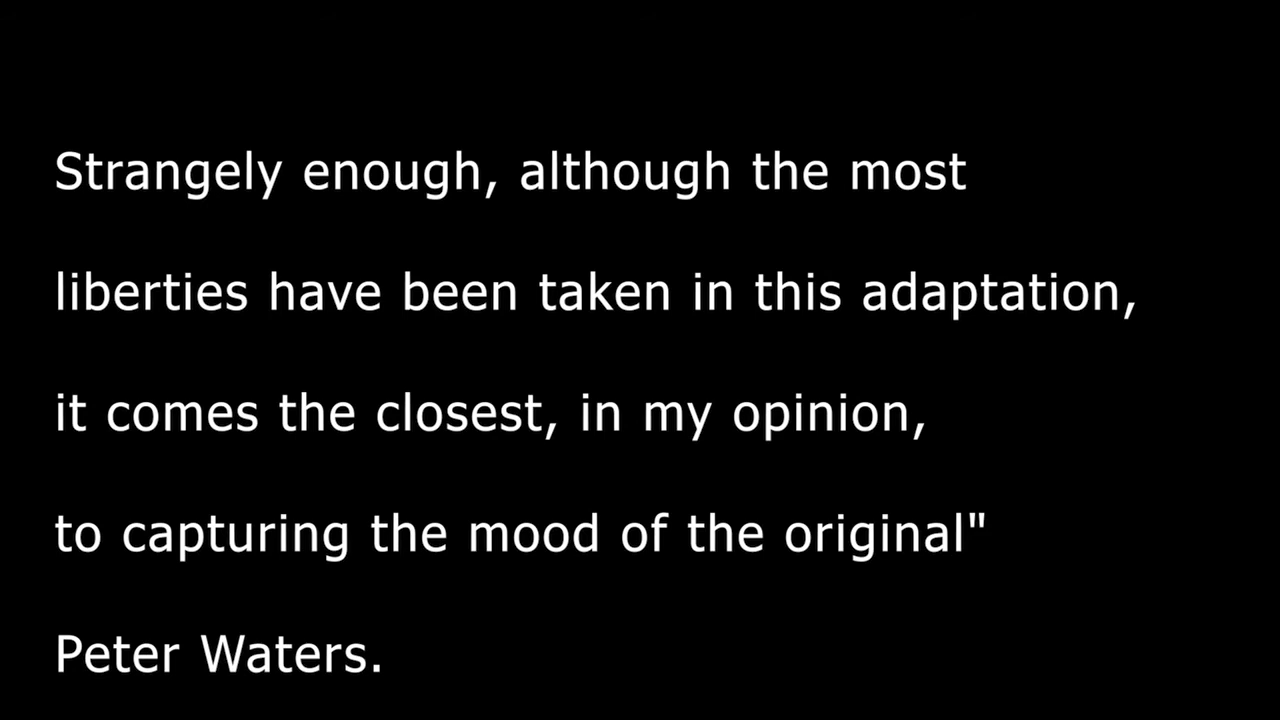 Strangely enough, although the most
liberties have been taken in this adaptation,
it comes the closest, in my opinion,
to capturing the mood of the original"
Peter Waters.